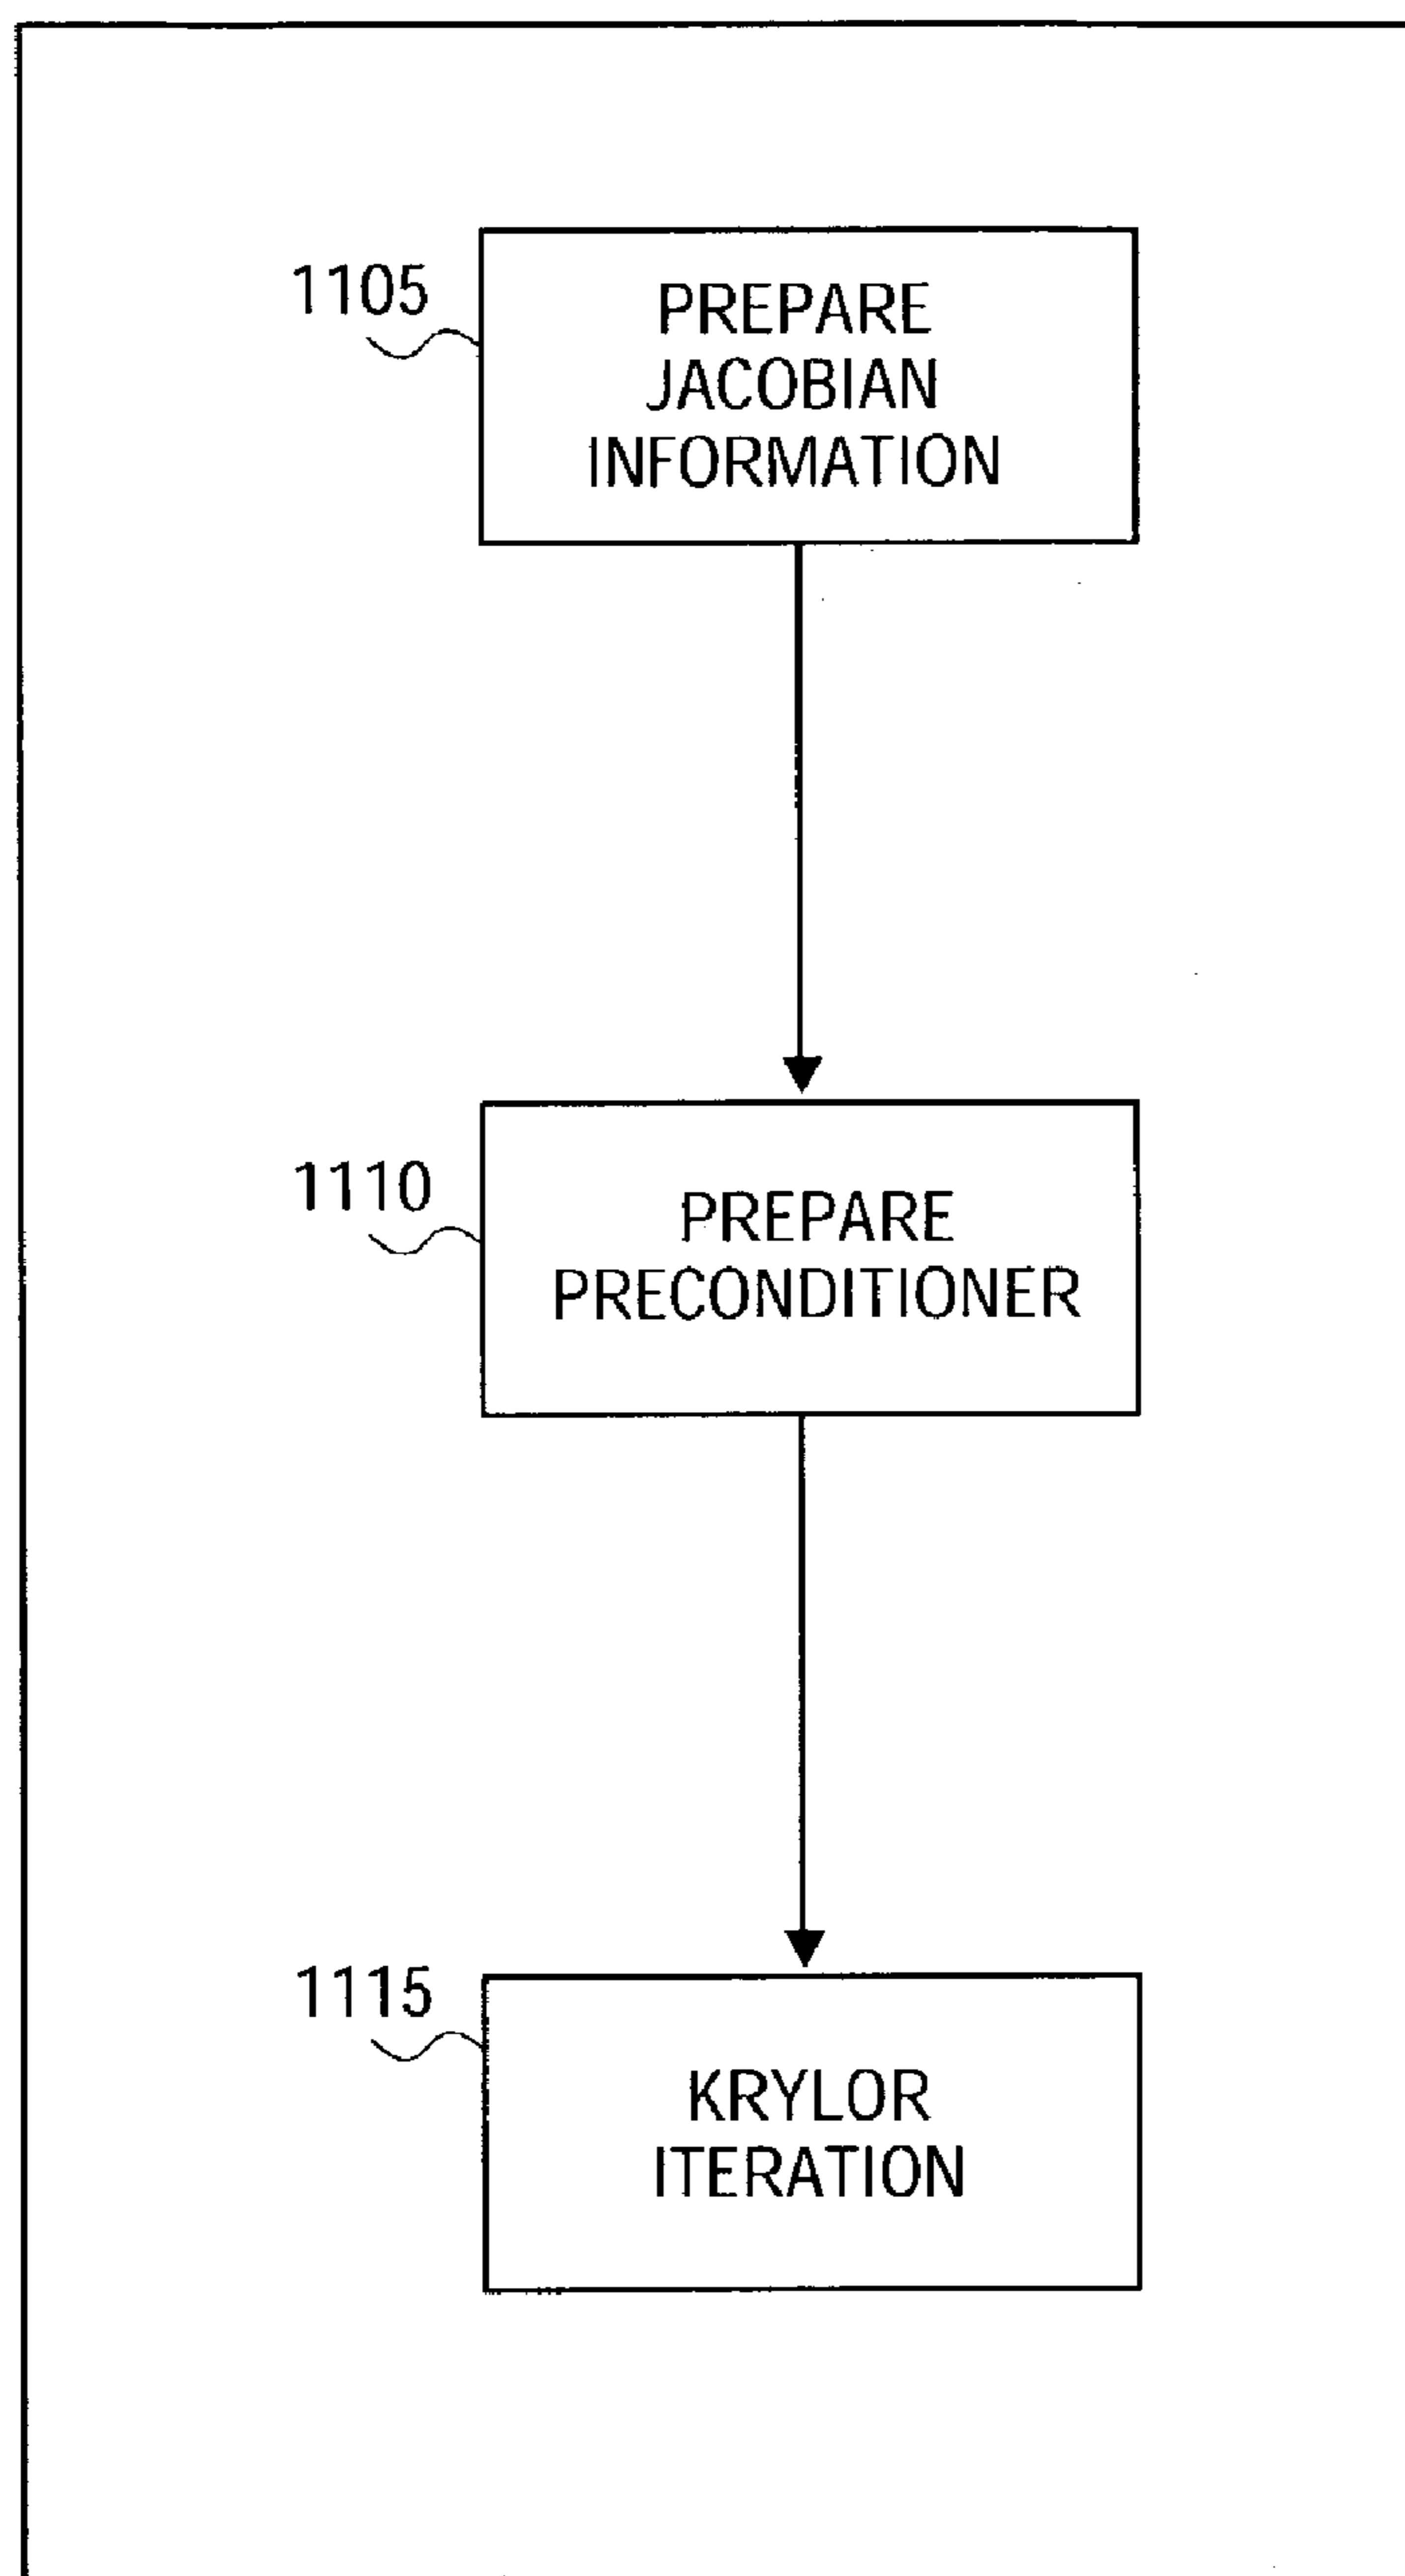 1105
PREPARE
JACOBIAN
INFORMATION
1110
PREPARE
PRECONDITIONER
1115
KRYLOR
ITERATION